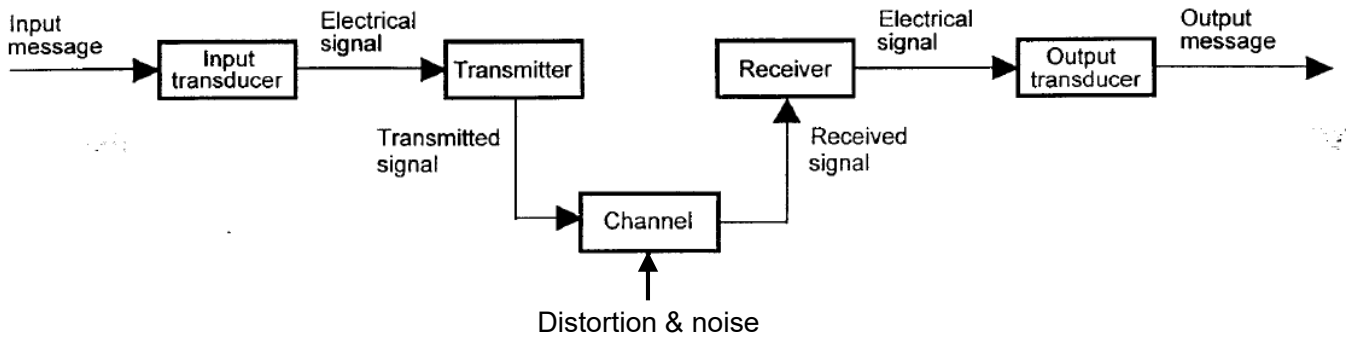 Input
message
Input
transducer
Electrical
signal
Transmitter
Transmitted
signal
Channel
Distortion & noise
Received
signal
Receiver
Electrical
signal
Output
transducer
Output
message